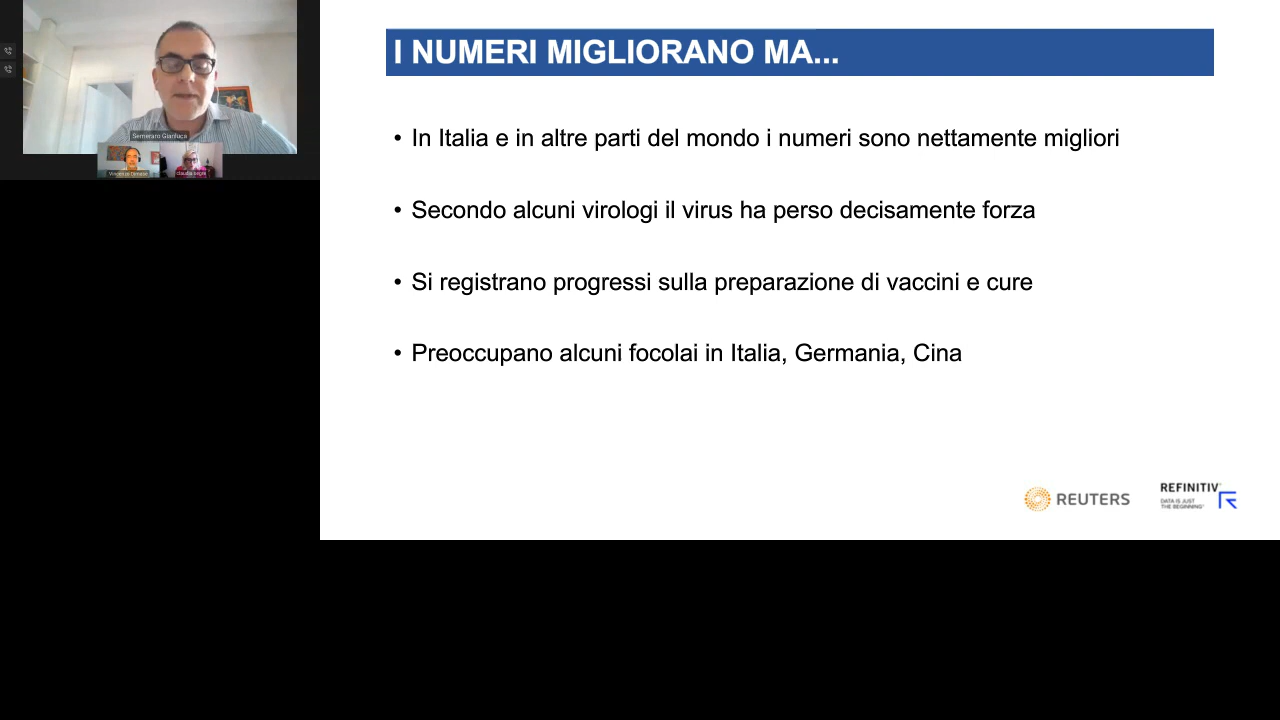 I NUMERI MIGLIORANO MA...
• In Italia e in altre parti del mondo i numeri sono nettamente migliori
• Secondo alcuni virologi il virus ha perso decisamente forza
• Si registrano progressi sulla preparazione di vaccini e cure
• Preoccupano alcuni focolai in Italia, Germania, Cina
Semeraro Gianluca
REUTERS
REFINITIV
DATA IS JUST
THE BEGINNING